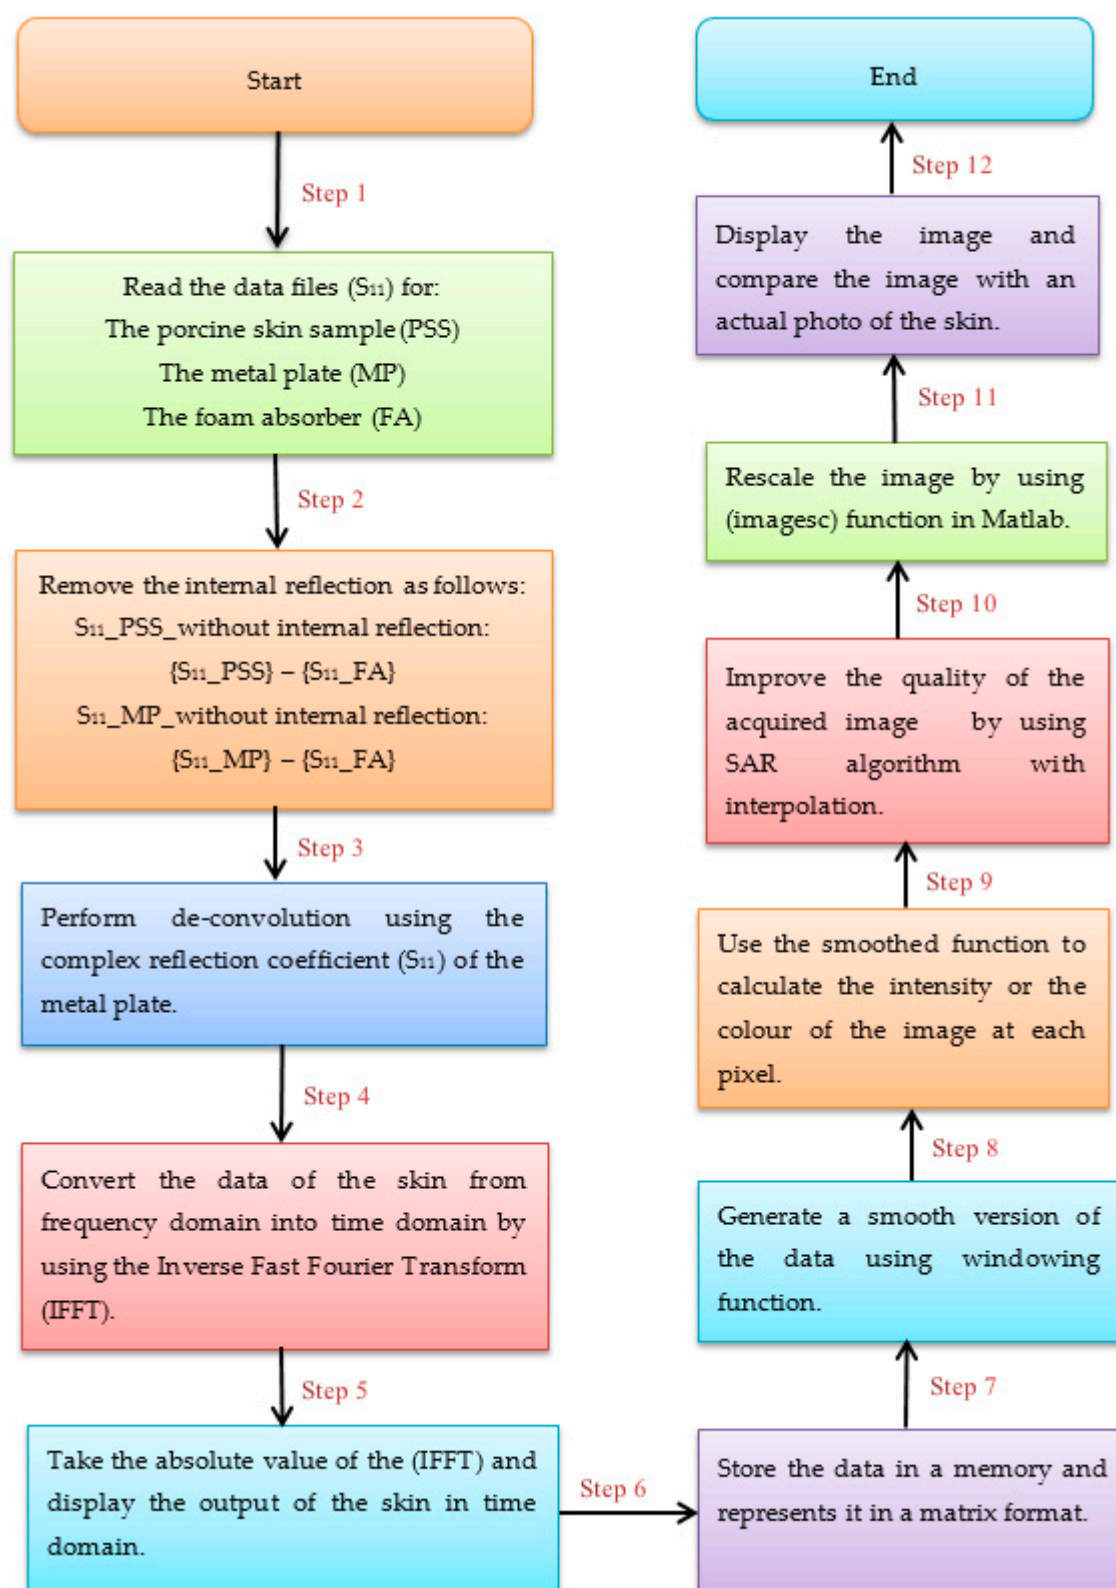 Start
Step 1
Read the data files (S₁₁) for:
The porcine skin sample (PSS)
The metal plate (MP)
The foam absorber (FA)
Step 2
Remove the internal reflection as follows:
S₁₁_PSS_without internal reflection:
{S₁₁_PSS} – {S₁₁_FA}
S₁₁_MP_without internal reflection:
{S₁₁_MP} – {S₁₁_FA}
Step 3
Perform de-convolution using the
complex reflection coefficient (S₁₁) of the
metal plate.
Step 4
Convert the data of the skin from
frequency domain into time domain by
using the Inverse Fast Fourier Transform
(IFFT).
Step 5
Take the absolute value of the (IFFT) and
display the output of the skin in time
domain.
Step 6
Store the data in a memory and
represents it in a matrix format.
Step 7
Generate a smooth version of
the data using windowing
function.
Step 8
Use the smoothed function to
calculate the intensity or the
colour of the image at each
pixel.
Step 9
Improve the quality of the
acquired image by using
SAR algorithm with
interpolation.
Step 10
Rescale the image by using
(imagesc) function in Matlab.
Step 11
Display the image and
compare the image with an
actual photo of the skin.
Step 12
End